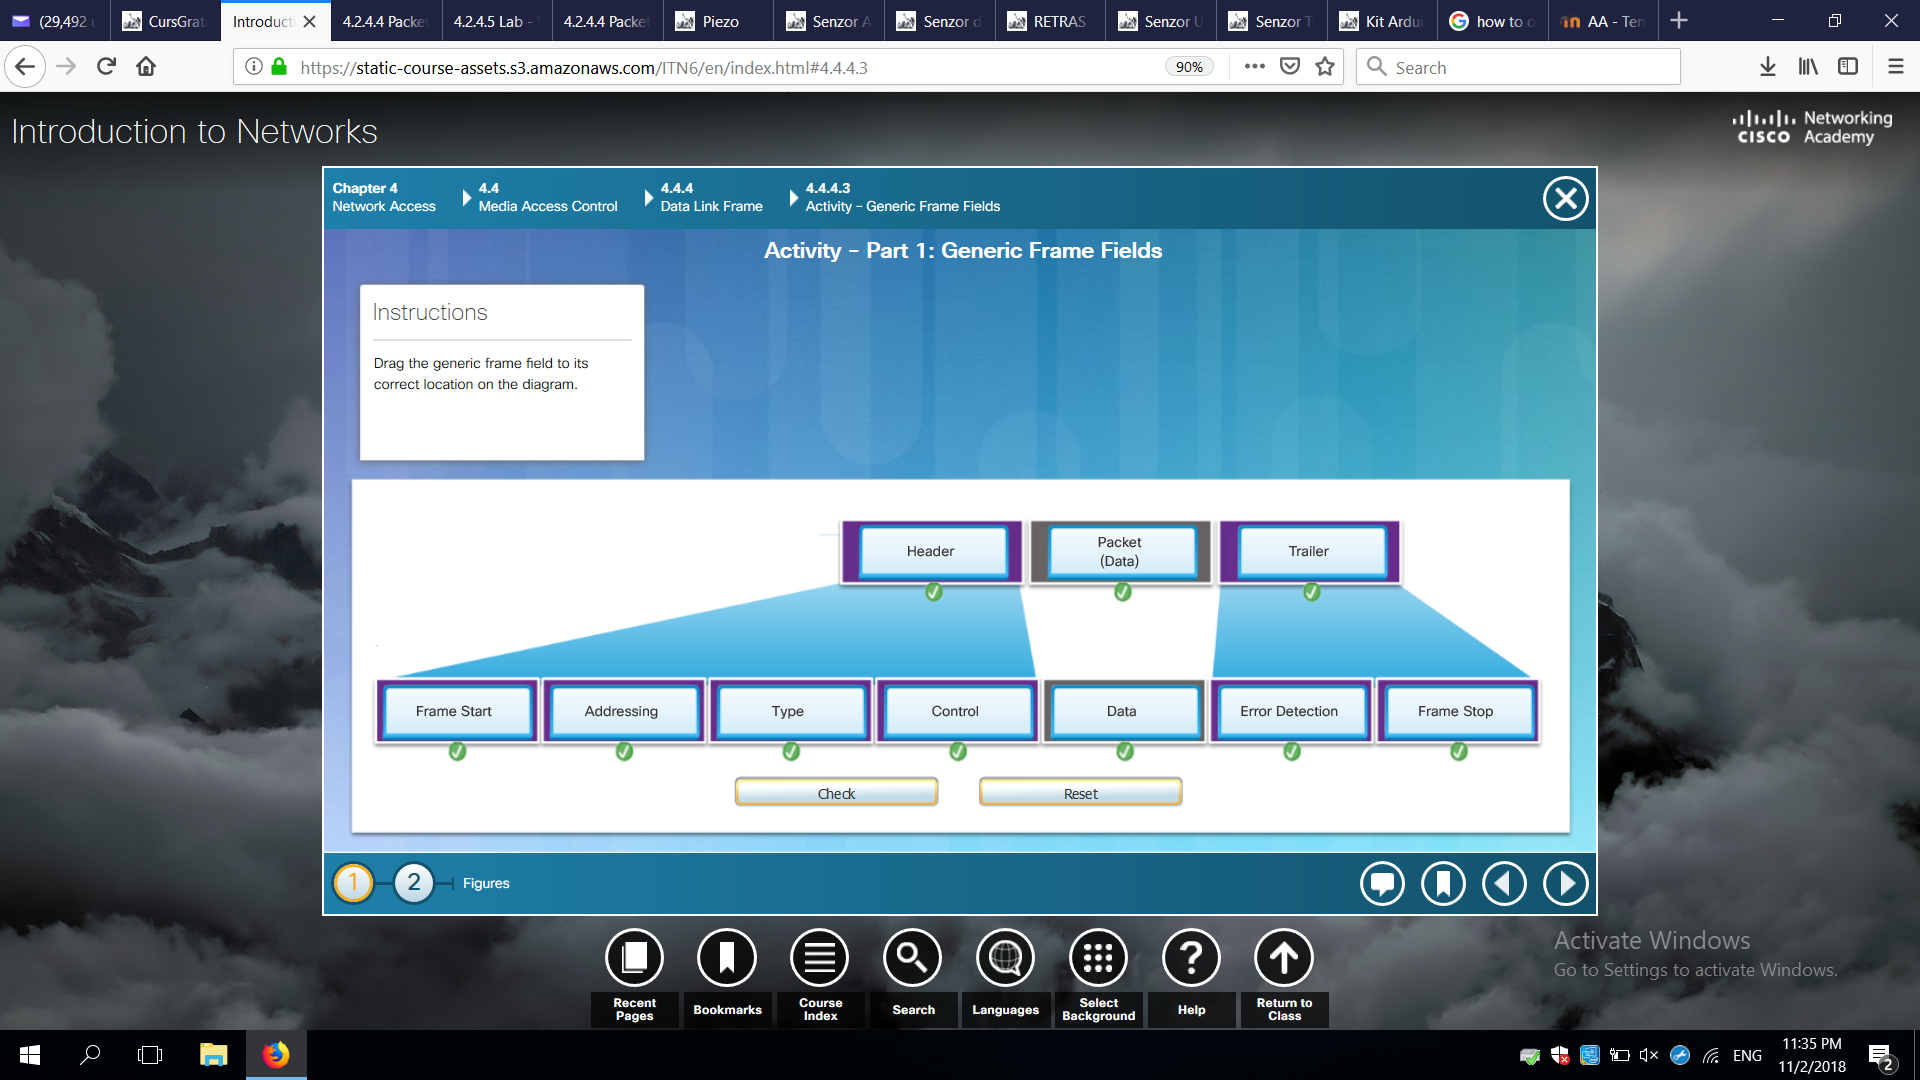 (29,492
CursGrat
Introducti
4.2.4.4 Packet
4.2.4.5 Lab -
4.2.4.4 Packet
Piezo
Senzor A
Senzor d
RETRAS
Senzor U
Senzor T
Kit Ardui
how to o
AA - Ten
https://static-course-assets.s3.amazonaws.com/ITN6/en/index.html#4.4.4.3
90%
Search
Introduction to Networks
Networking
CISCO Academy
Chapter 4
Network Access
4.4
Media Access Control
4.4.4
Data Link Frame
4.4.4.3
Activity - Generic Frame Fields
Activity - Part 1: Generic Frame Fields
Instructions
Drag the generic frame field to its
correct location on the diagram.
Header
Packet
(Data)
Trailer
Frame Start
Addressing
Type
Control
Data
Error Detection
Frame Stop
Check
Reset
1
2
Figures
Activate Windows
Go to Settings to activate Windows.
Recent
Pages
Bookmarks
Course
Index
Search
Languages
Select
Background
Help
Return to
Class
ENG
11:35 PM
11/2/2018
2